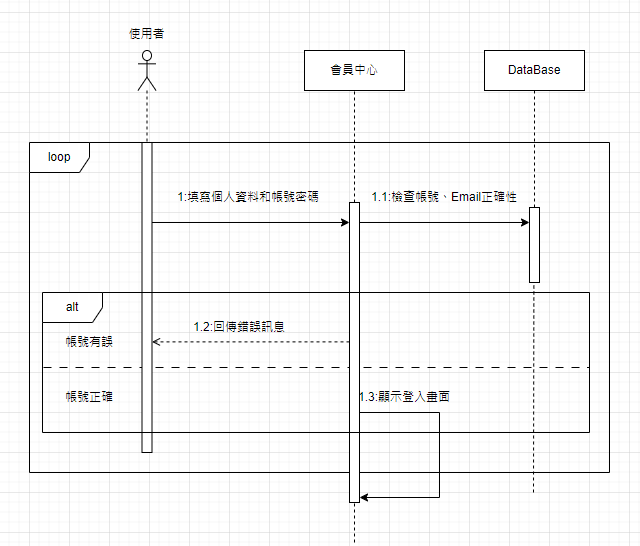 使用者
會員中心
DataBase
loop
1:填寫個人資料和帳號密碼
1.1:檢查帳號、Email正確性
alt
1.2:回傳錯誤訊息
帳號有誤
帳號正確
1.3:顯示登入畫面